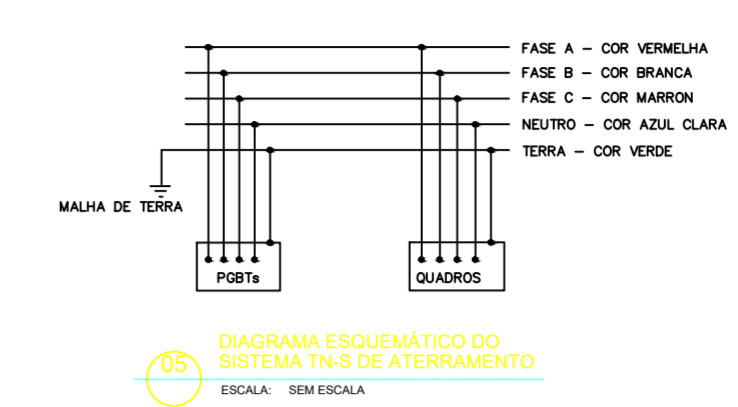 FASE A – COR VERMELHA
FASE B – COR BRANCA
FASE C – COR MARRON
NEUTRO – COR AZUL CLARA
TERRA – COR VERDE
MALHA DE TERRA
PGBTs
QUADROS
05
DIAGRAMA ESQUEMÁTICO DO
SISTEMA TN-S DE ATERRAMENTO
ESCALA: SEM ESCALA